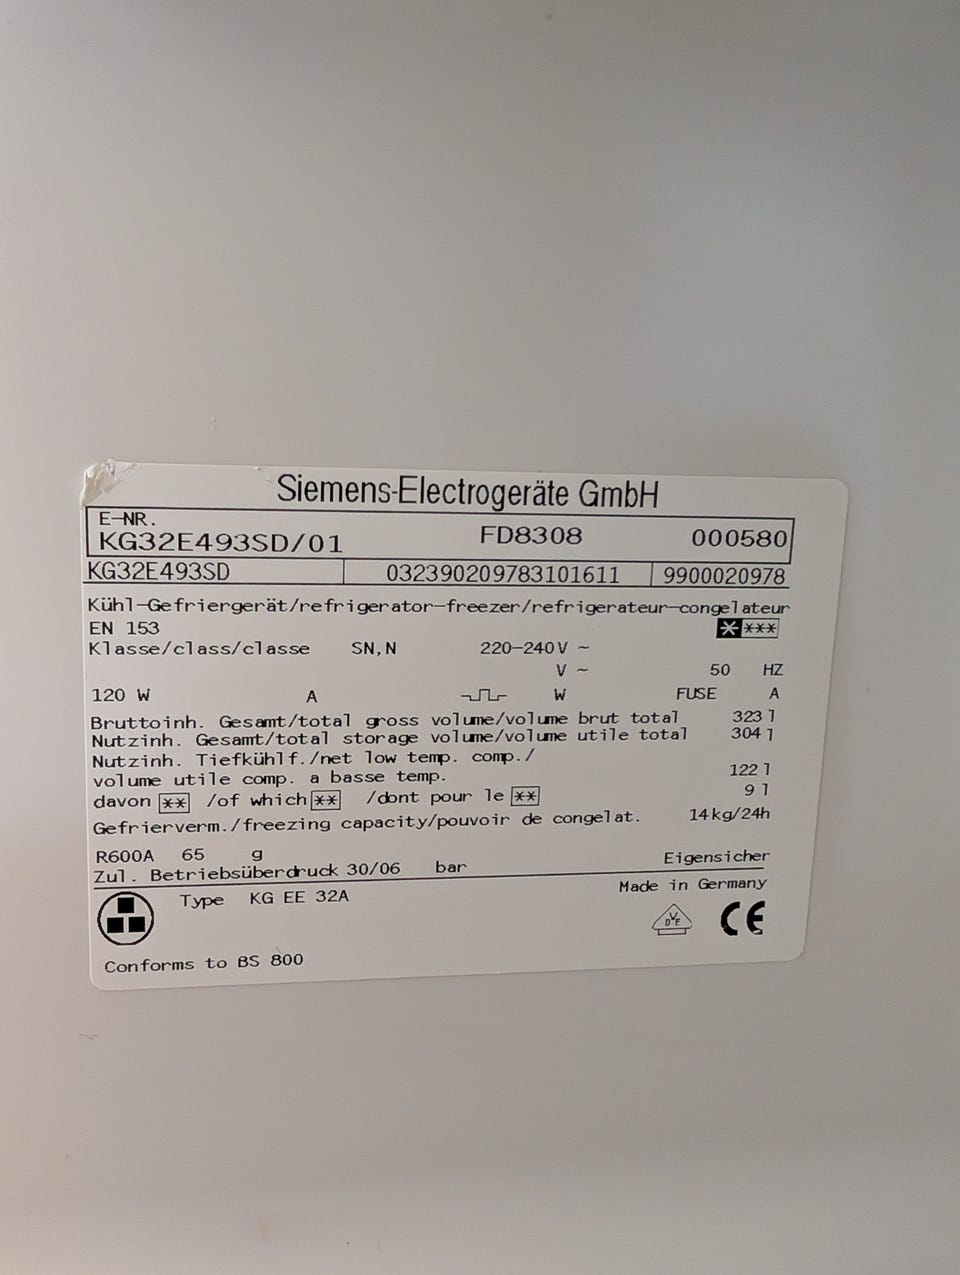 Siemens-Electrogeräte GmbH
E-NR.
KG32E493SD/01 FD8308 000580
KG32E493SD 032390209783101611 9900020978
Kühl-Gefriergerät/refrigerator-freezer/refrigerateur-congelateur
EN 153 * ***
Klasse/class/classe SN,N 220-240V ~
V ~ 50 HZ
120 W A W FUSE A
Bruttoinh. Gesamt/total gross volume/volume brut total 323 l
Nutzinh. Gesamt/total storage volume/volume utile total 304 l
Nutzinh. Tiefkühlf./net low temp. comp./
volume utile comp. a basse temp. 122 l
davon ** /of which ** /dont pour le ** 9 l
Gefrierverm./freezing capacity/pouvoir de congelat. 14kg/24h
R600A 65 g Eigensicher
Zul. Betriebsüberdruck 30/06 bar
Type KG EE 32A Made in Germany
DVE CE
Conforms to BS 800